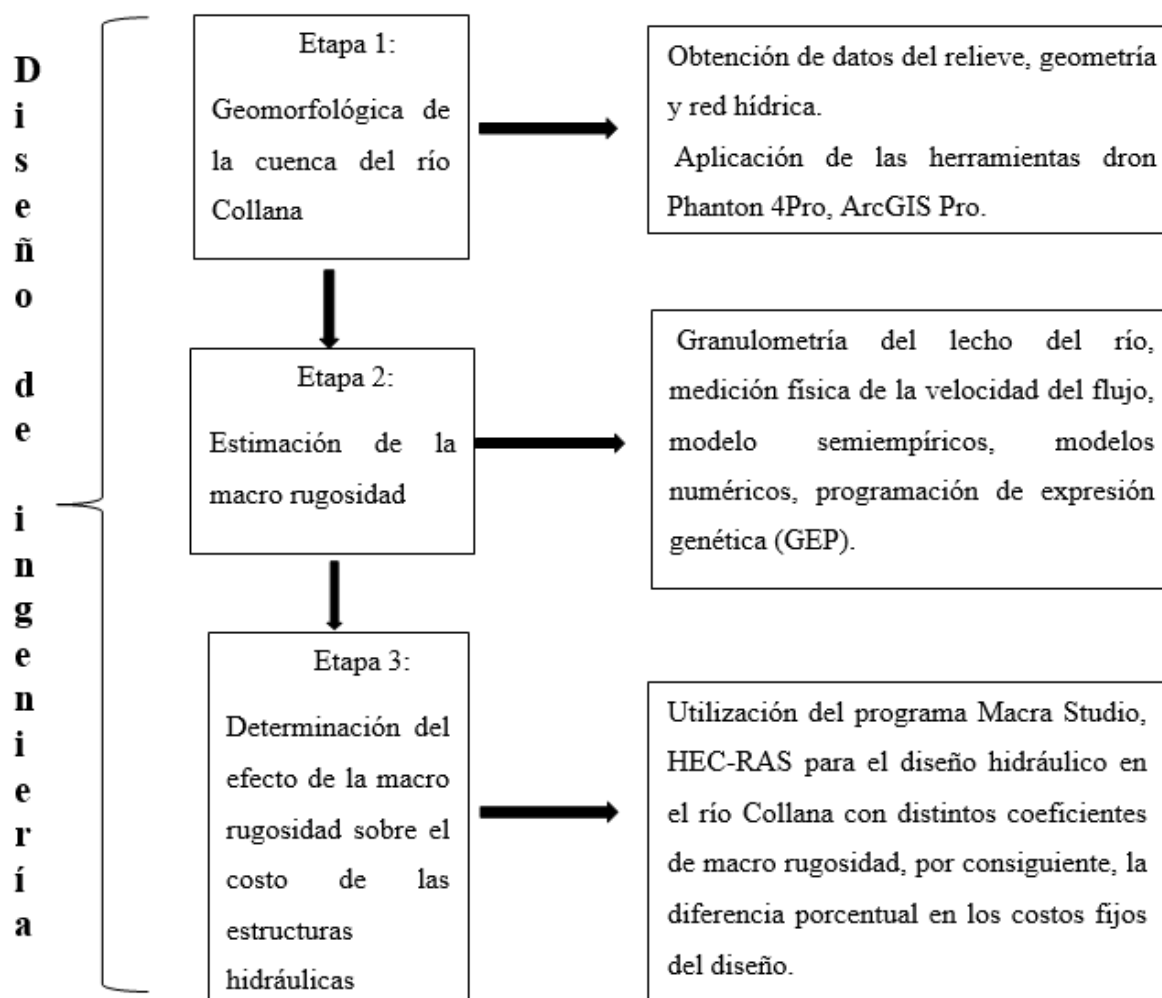 Diseño de ingeniería
Etapa 1:
Geomorfológica de
la cuenca del río
Collana
Obtención de datos del relieve, geometría
y red hídrica.
Aplicación de las herramientas dron
Phanton 4Pro, ArcGIS Pro.
Etapa 2:
Estimación de la
macro rugosidad
Granulometría del lecho del río,
medición física de la velocidad del flujo,
modelo semiempíricos, modelos
numéricos, programación de expresión
genética (GEP).
Etapa 3:
Determinación del
efecto de la macro
rugosidad sobre el
costo de las
estructuras
hidráulicas
Utilización del programa Macra Studio,
HEC-RAS para el diseño hidráulico en
el río Collana con distintos coeficientes
de macro rugosidad, por consiguiente, la
diferencia porcentual en los costos fijos
del diseño.